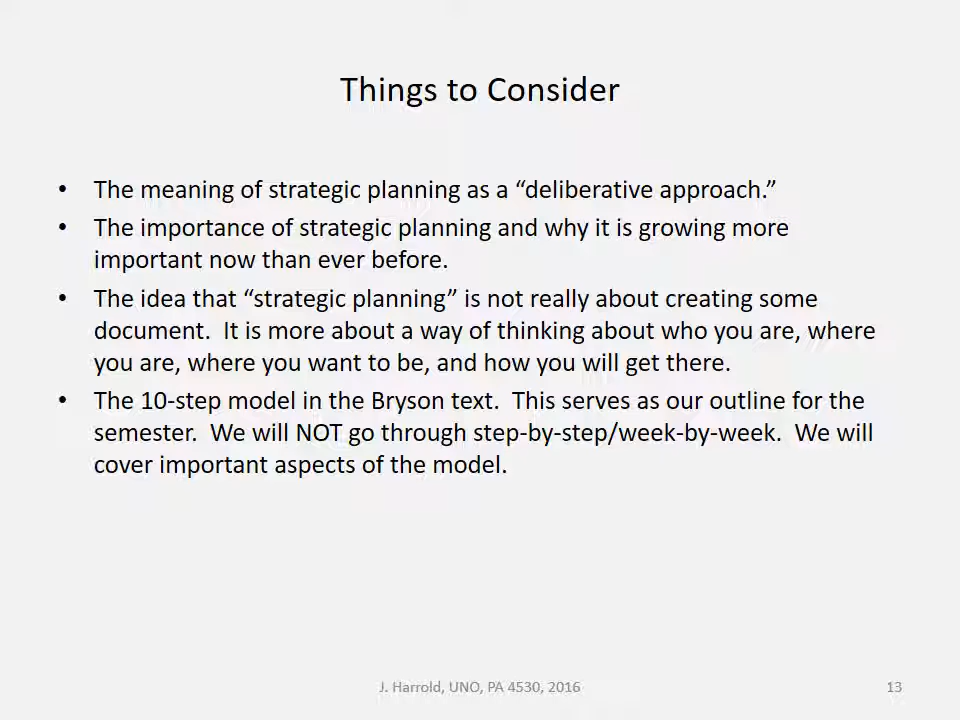 Things to Consider
• The meaning of strategic planning as a “deliberative approach.”
• The importance of strategic planning and why it is growing more
important now than ever before.
• The idea that “strategic planning” is not really about creating some
document.  It is more about a way of thinking about who you are, where
you are, where you want to be, and how you will get there.
• The 10-step model in the Bryson text.  This serves as our outline for the
semester.  We will NOT go through step-by-step/week-by-week.  We will
cover important aspects of the model.
J. Harrold, UNO, PA 4530, 2016
13